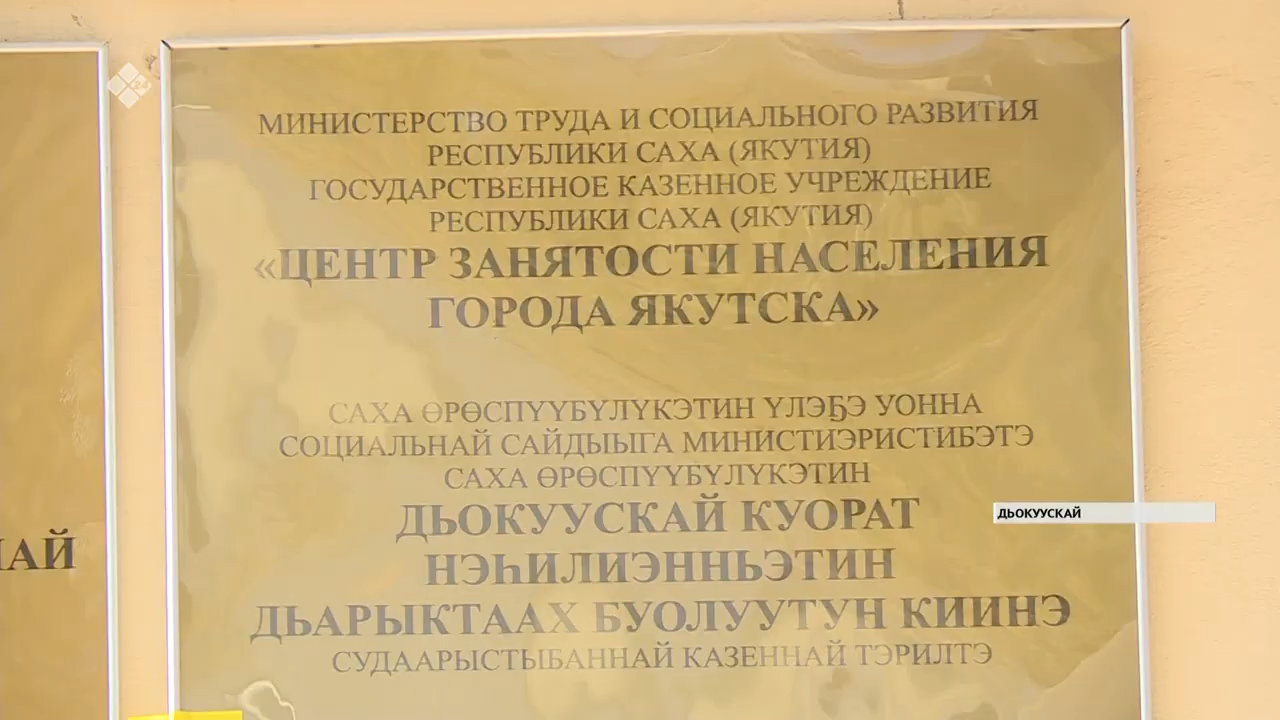 МИНИСТЕРСТВО ТРУДА И СОЦИАЛЬНОГО РАЗВИТИЯ
РЕСПУБЛИКИ САХА (ЯКУТИЯ)
ГОСУДАРСТВЕННОЕ КАЗЕННОЕ УЧРЕЖДЕНИЕ
РЕСПУБЛИКИ САХА (ЯКУТИЯ)
«ЦЕНТР ЗАНЯТОСТИ НАСЕЛЕНИЯ
ГОРОДА ЯКУТСКА»
САХА ӨРӨСПҮҮБҮЛҮКЭТИН ҮЛЭҔЭ УОННА
СОЦИАЛЬНАЙ САЙДЫЫГА МИНИСТИЭРИСТИБЭТЭ
САХА ӨРӨСПҮҮБҮЛҮКЭТИН
ДЬОКУУСКАЙ КУОРАТ
НЭҺИЛИЭННЬЭТИН
ДЬАРЫКТААХ БУОЛУУТУН КИИНЭ
СУДААРЫСТЫБАННАЙ КАЗЕННАЙ ТЭРИЛТЭ
ДЬОКУУСКАЙ